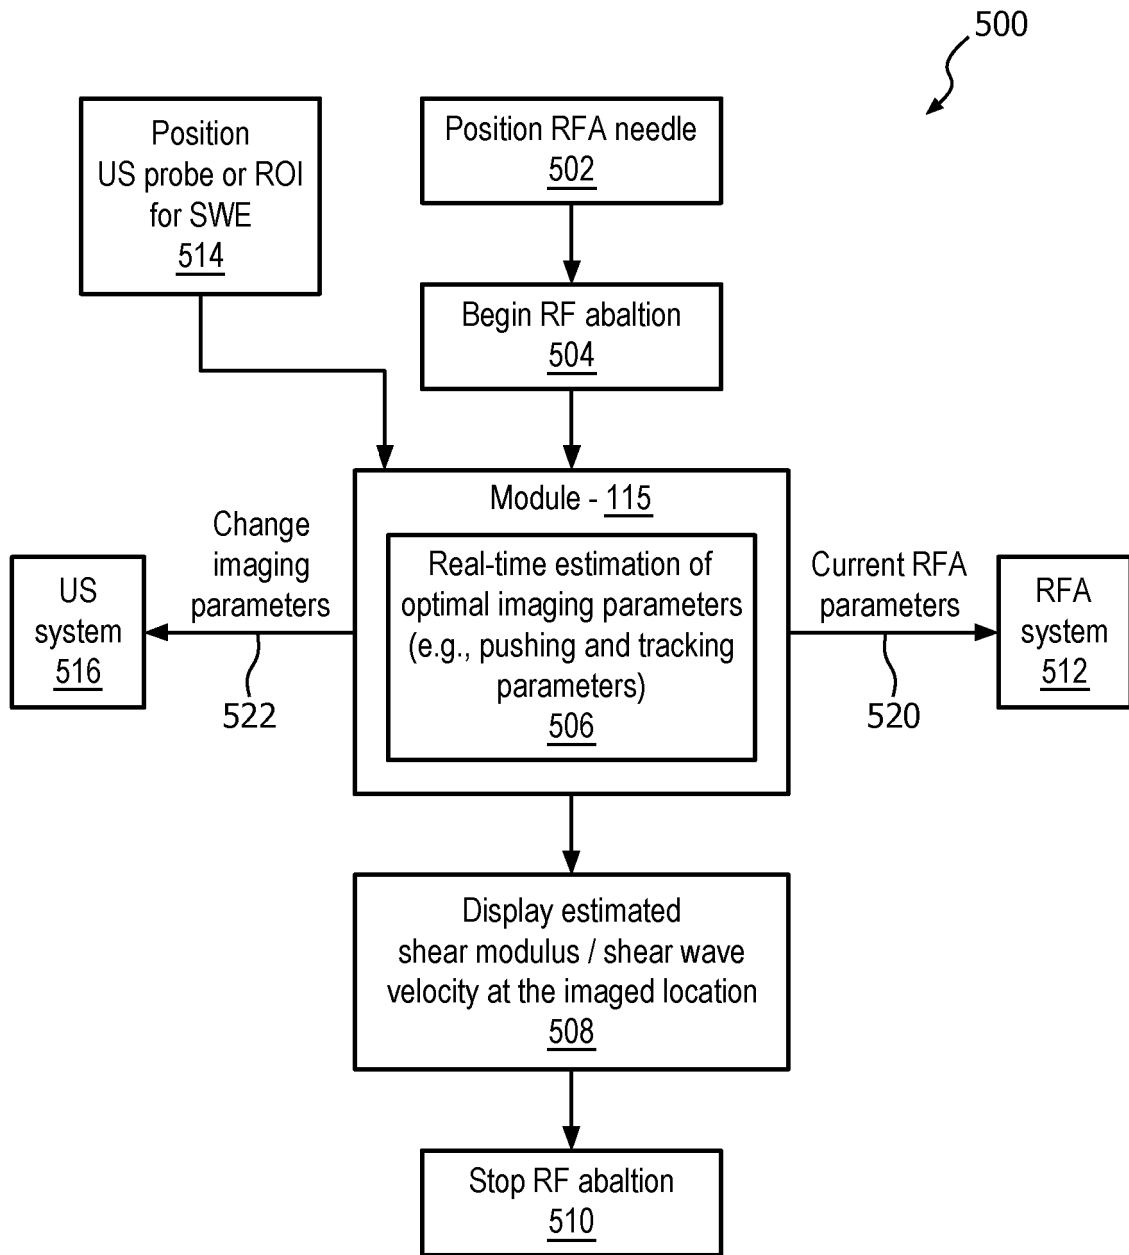 500
Position
US probe or ROI
for SWE
514
Position RFA needle
502
Begin RF abaltion
504
Module - 115
Real-time estimation of
optimal imaging parameters
(e.g., pushing and tracking
parameters)
506
Change
imaging
parameters
522
US
system
516
Current RFA
parameters
520
RFA
system
512
Display estimated
shear modulus / shear wave
velocity at the imaged location
508
Stop RF abaltion
510